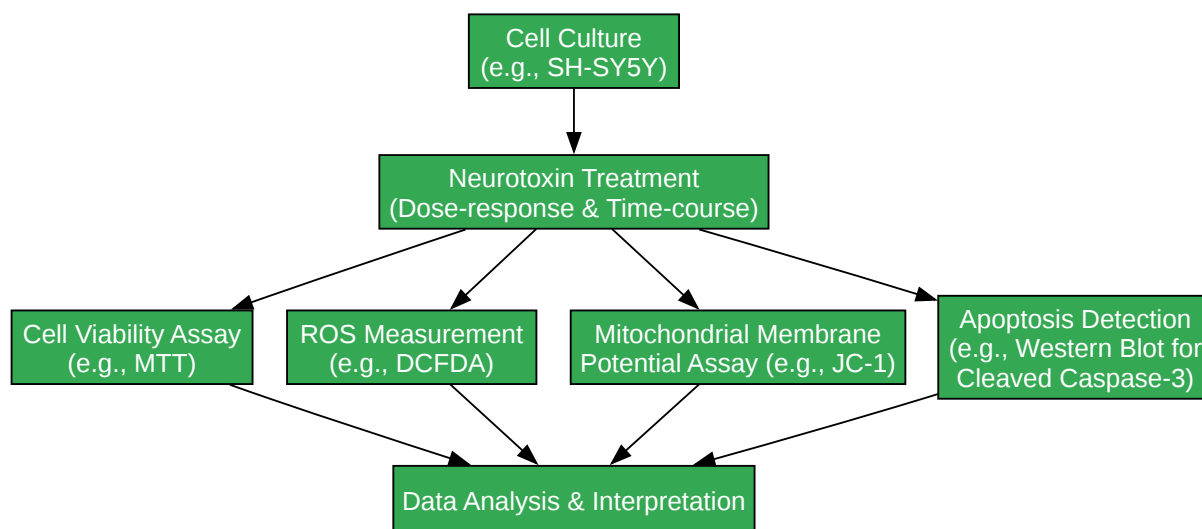 Cell Culture
(e.g., SH-SY5Y)
Neurotoxin Treatment
(Dose-response & Time-course)
Cell Viability Assay
(e.g., MTT)
ROS Measurement
(e.g., DCFDA)
Mitochondrial Membrane
Potential Assay (e.g., JC-1)
Apoptosis Detection
(e.g., Western Blot for
Cleaved Caspase-3)
Data Analysis & Interpretation